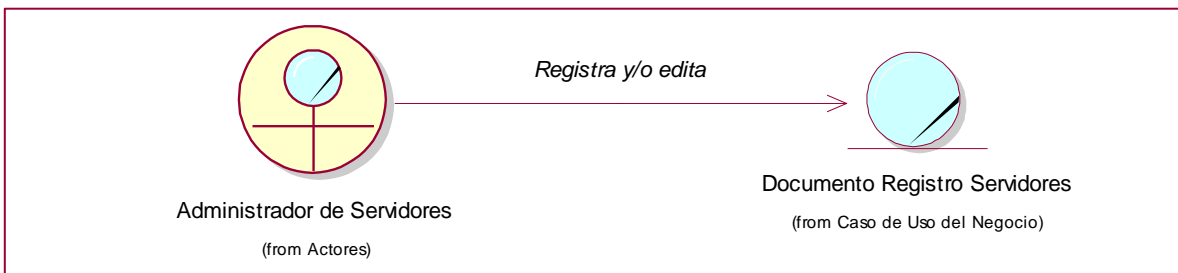 Registra y/o edita
Administrador de Servidores
(from Actores)
Documento Registro Servidores
(from Caso de Uso del Negocio)